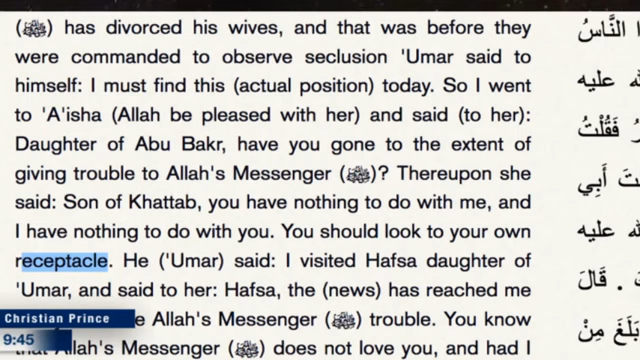 (ﷺ) has divorced his wives, and that was before they
were commanded to observe seclusion 'Umar said to
himself: I must find this (actual position) today. So I went
to 'A'isha (Allah be pleased with her) and said (to her):
Daughter of Abu Bakr, have you gone to the extent of
giving trouble to Allah's Messenger (ﷺ)? Thereupon she
said: Son of Khattab, you have nothing to do with me, and
I have nothing to do with you. You should look to your own
receptacle. He ('Umar) said: I visited Hafsa daughter of
'Umar, and said to her: Hafsa, the (news) has reached me
Allah's Messenger (ﷺ) trouble. You know
that Allah's Messenger (ﷺ) does not love you, and had I
النَّاسُ
عليه
فَقُلْتُ
أَبِي
عليه
قَالَ
بَلَغَ مِنْ
Christian Prince
9:45